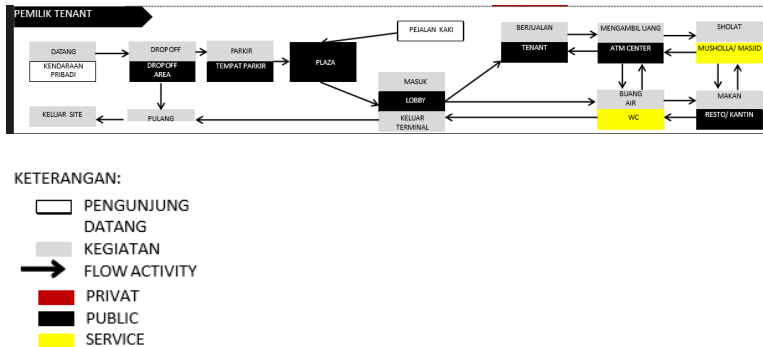 PEMILIK TENANT
PEJALAN KAKI
BERJUALAN
TENANT
MENGAMBIL UANG
ATM CENTER
SHOLAT
MUSHOLLA/ MASJID
DATANG
KENDARAAN
PRIBADI
DROP OFF
DROP OFF
AREA
PARKIR
TEMPAT PARKIR
PLAZA
MASUK
LOBBY
KELUAR
TERMINAL
BUANG
AIR
WC
MAKAN
RESTO/ KANTIN
KELUAR SITE
PULANG
KETERANGAN:
PENGUNJUNG
DATANG
KEGIATAN
FLOW ACTIVITY
PRIVAT
PUBLIC
SERVICE